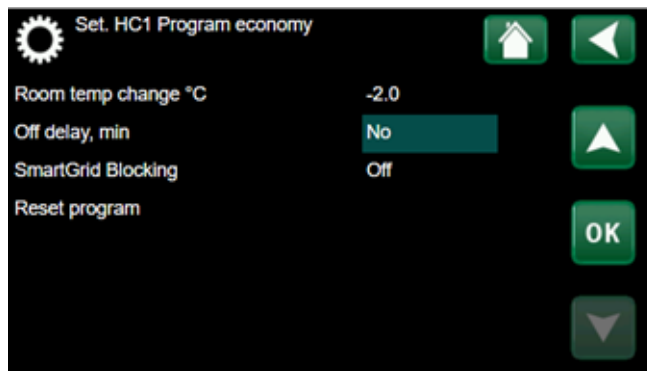 Set. HC1 Program economy
Room temp change °C -2.0
Off delay, min No
SmartGrid Blocking Off
Reset program
OK